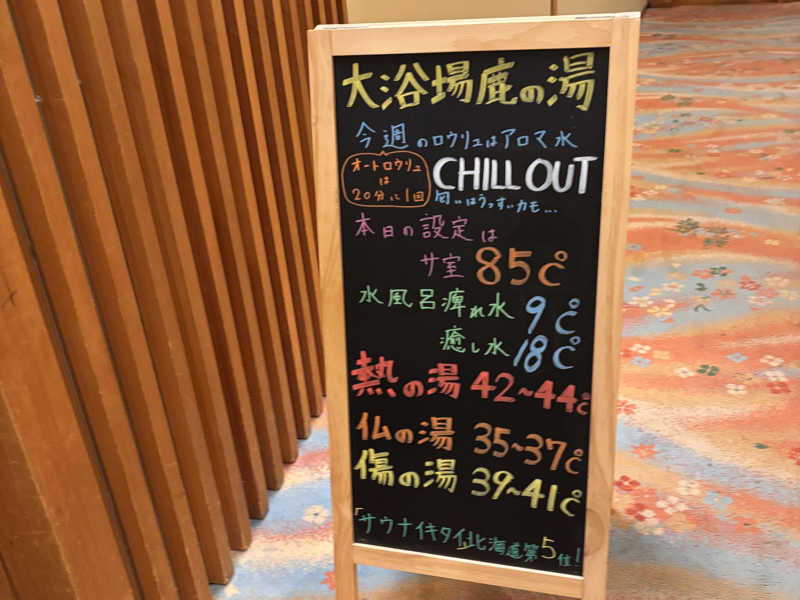 大浴場鹿の湯
今週のロウリュはアロマ水
オートロウリュ
は
20分に1回
CHILL OUT
匂いはうっすいカモ…
本日の設定は
サ室 85℃
水風呂痺れ水 9℃
癒し水 18℃
熱の湯 42~44℃
仏の湯 35~37℃
傷の湯 39~41℃
「サウナイキタイ」北海道第5位!